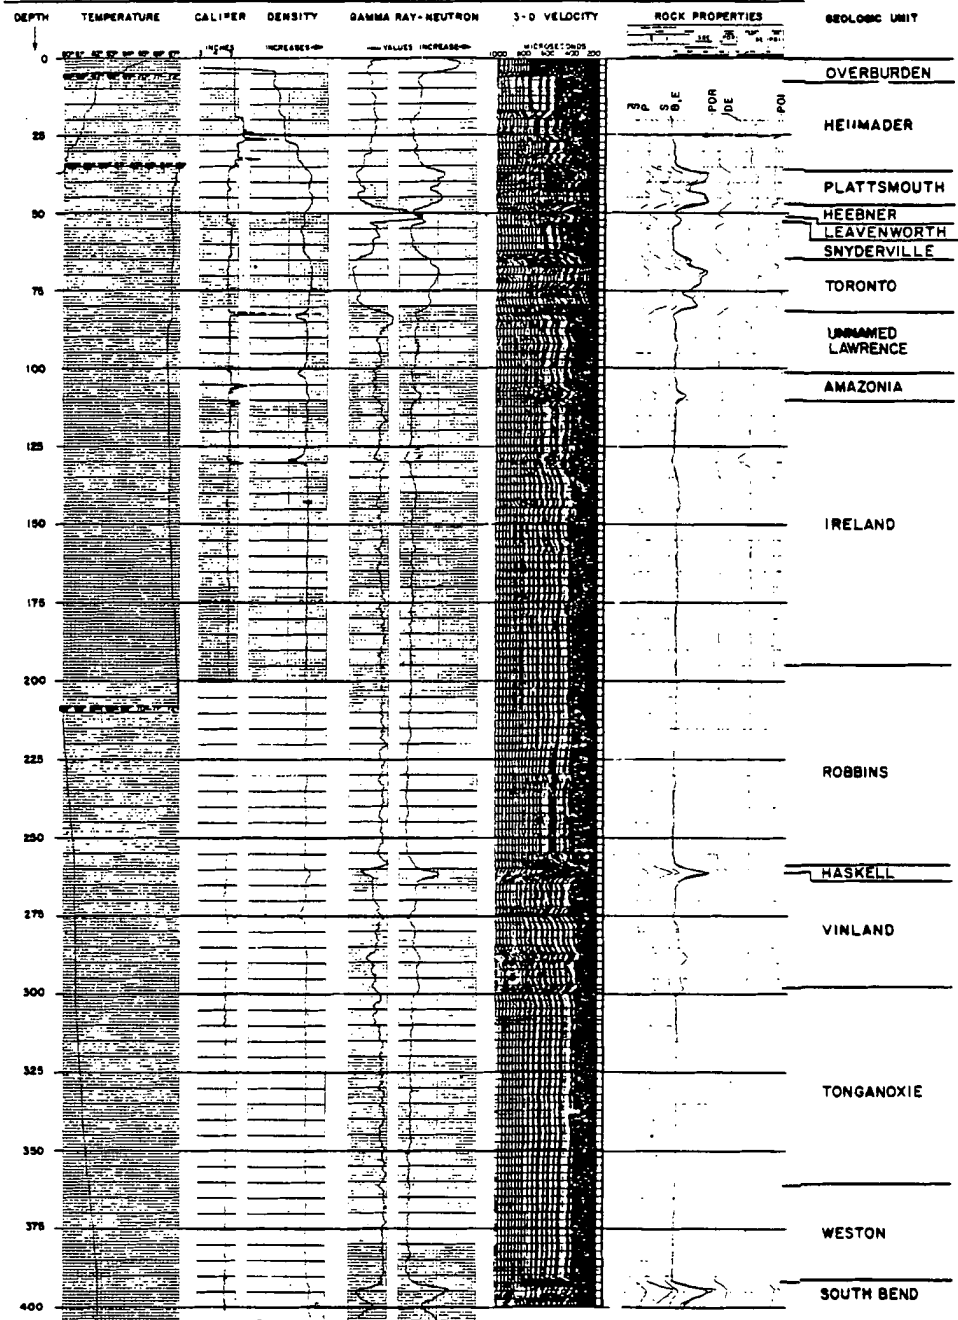 DEPTH TEMPERATURE CALIPER DENSITY GAMMA RAY-NEUTRON 3-D VELOCITY ROCK PROPERTIES GEOLOGIC UNIT
INCHES INCREASES VALUES INCREASE MICROSECONDS
1000 800 600 400 200
0
OVERBURDEN
POR
DE
HEUMADER
25
PLATTSMOUTH
50
HEEBNER
LEAVENWORTH
SNYDERVILLE
TORONTO
75
UNNAMED
LAWRENCE
100
AMAZONIA
125
150
IRELAND
175
200
225
ROBBINS
250
HASKELL
275
VINLAND
300
325
TONGANOXIE
350
375
WESTON
SOUTH BEND
400